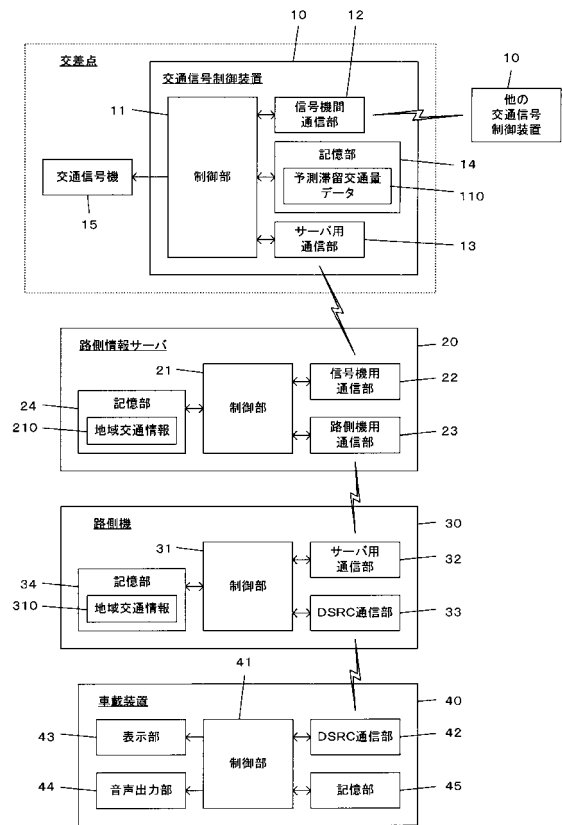 10
12
交差点
交通信号制御装置
11
信号機間
通信部
10
他の
交通信号
制御装置
記憶部
14
交通信号機
制御部
予測滞留交通量
データ
110
15
サーバ用
通信部
13
路側情報サーバ
20
21
信号機用
通信部
22
24
記憶部
制御部
210
地域交通情報
路側機用
通信部
23
路側機
30
31
サーバ用
通信部
32
34
記憶部
制御部
310
地域交通情報
DSRC通信部
33
41
車載装置
40
43
表示部
DSRC通信部
42
制御部
44
音声出力部
記憶部
45